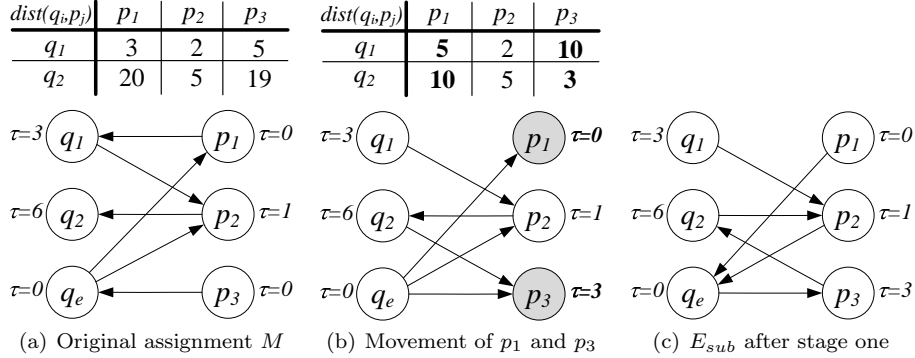 dist(qi,pj) p1 p2 p3 dist(qi,pj) p1 p2 p3
q1 3 2 5 q1 5 2 10
q2 20 5 19 q2 10 5 3
τ=3 q1 p1 τ=0 τ=3 q1 p1 τ=0 τ=3 q1 p1 τ=0
τ=6 q2 p2 τ=1 τ=6 q2 p2 τ=1 τ=6 q2 p2 τ=1
τ=0 qe p3 τ=0 τ=0 qe p3 τ=3 τ=0 qe p3 τ=3
(a) Original assignment M (b) Movement of p1 and p3 (c) Esub after stage one